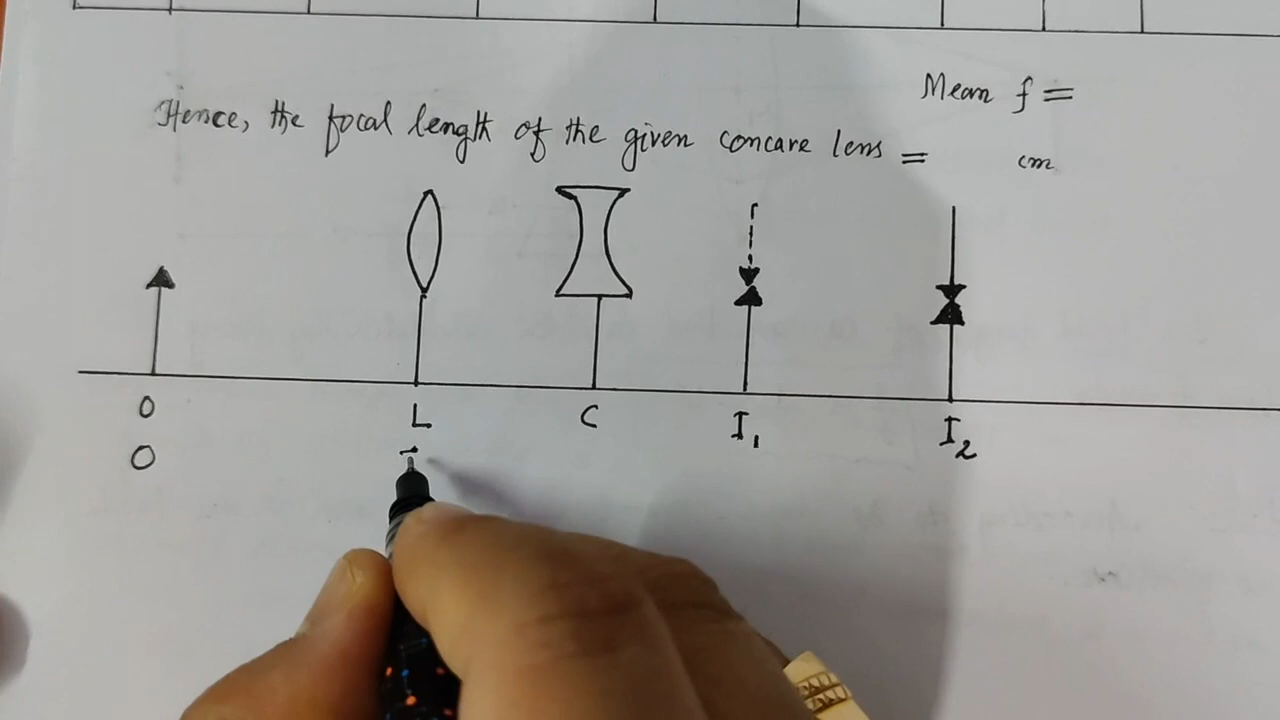 Mean f =
Hence, the focal length of the given concave lens = cm
O L C I₁ I₂
O